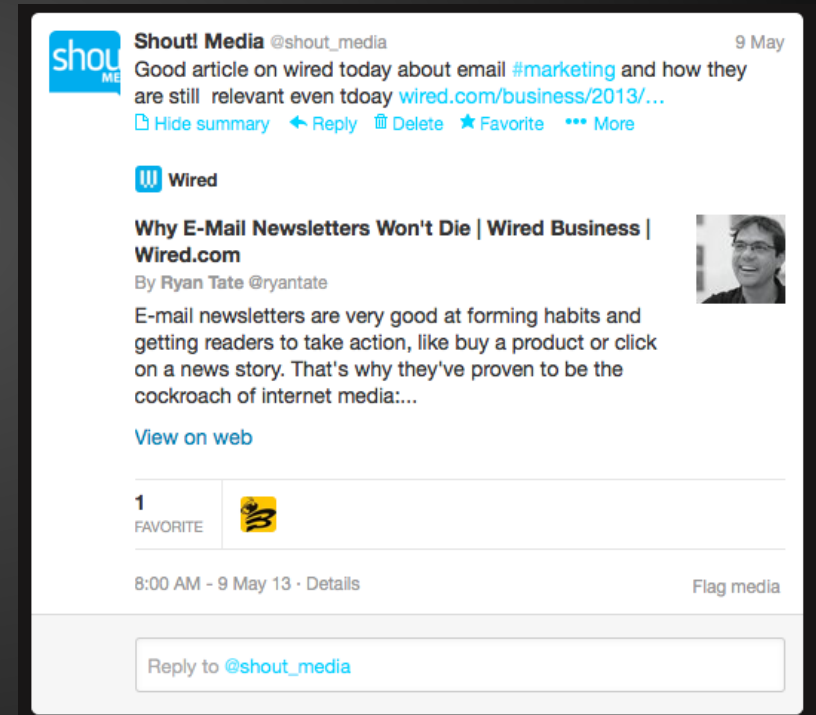 shou
ME
Shout! Media @shout_media 9 May
Good article on wired today about email #marketing and how they
are still relevant even tdoay wired.com/business/2013/...
Hide summary Reply Delete Favorite More
W Wired
Why E-Mail Newsletters Won't Die | Wired Business |
Wired.com
By Ryan Tate @ryantate
E-mail newsletters are very good at forming habits and
getting readers to take action, like buy a product or click
on a news story. That's why they've proven to be the
cockroach of internet media:...
View on web
1
FAVORITE
8:00 AM - 9 May 13 · Details Flag media
Reply to @shout_media